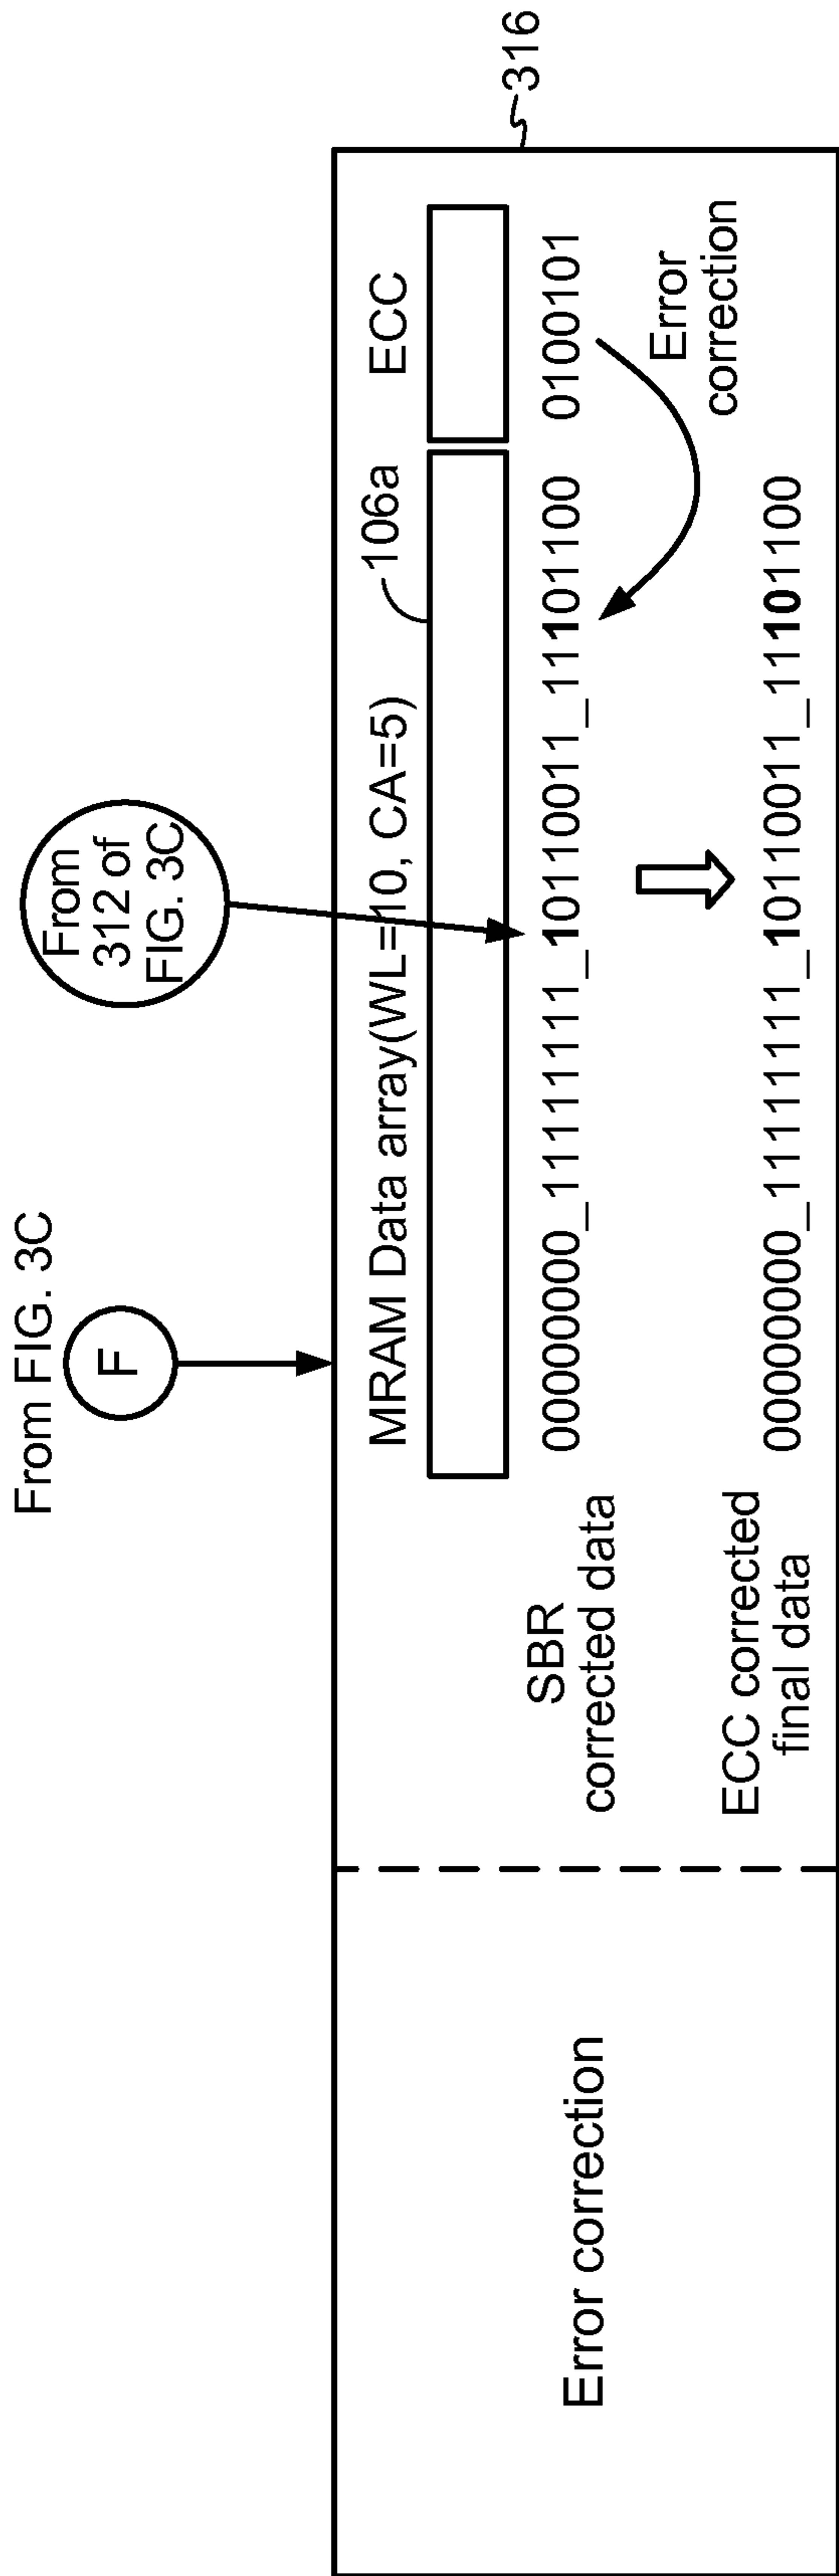 From FIG. 3C
F
From
312 of
FIG. 3C
316
MRAM Data array(WL=10, CA=5)
106a
ECC
SBR
corrected data
00000000_11111111_10110011_11101100
0100101
Error
correction
ECC corrected
final data
00000000_11111111_10110011_11101100
Error correction